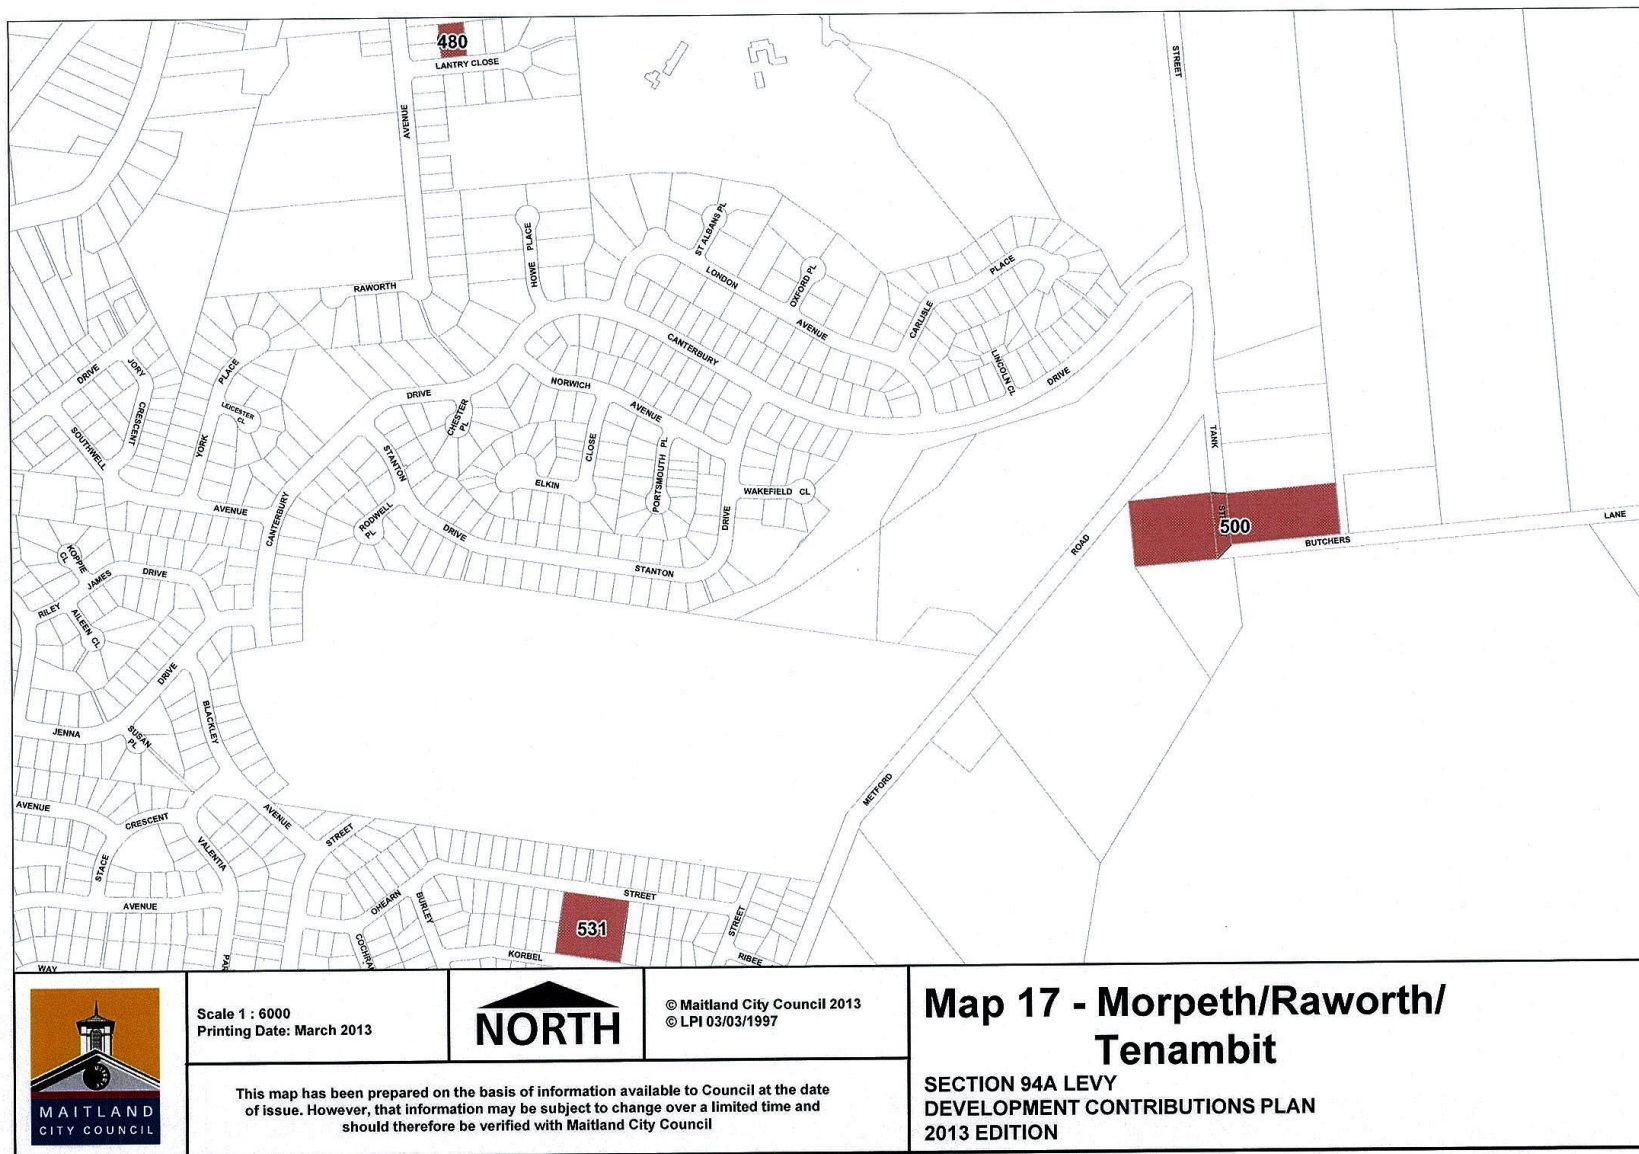 480
LANTRY CLOSE
AVENUE
STREET
HOWE PLACE
ST ALBANS PL
LONDON
AVENUE
OXFORD PL
CARLISLE
PLACE
RAWORTH
CANTERBURY
LINCOLN CL
DRIVE
DRIVE
JORY
CRESCENT
SOUTHWELL
PLACE
LEICESTER
CL
YORK
AVENUE
CANTERBURY
DRIVE
CHESTER
PL
NORWICH
AVENUE
CLOSE
ELKIN
PORTSMOUTH PL
STANTON
DRIVE
STANTON
RODWELL
PL
WAKEFIELD CL
DRIVE
TANK
500
BUTCHERS
LANE
ROAD
METFORD
KOPPIE
CL
JAMES
DRIVE
RILEY
AILEEN CL
DRIVE
JENNA
SUSAN
PL
BLACKLEY
AVENUE
STREET
AVENUE
CRESCENT
STACE
VALENTIA
AVENUE
WAY
OHEARN
BURLEY
STREET
531
KORBEL
STREET
RIBEE
MAITLAND
CITY COUNCIL
Scale 1 : 6000
Printing Date: March 2013
NORTH
© Maitland City Council 2013
© LPI 03/03/1997
This map has been prepared on the basis of information available to Council at the date
of issue. However, that information may be subject to change over a limited time and
should therefore be verified with Maitland City Council
Map 17 - Morpeth/Raworth/
Tenambit
SECTION 94A LEVY
DEVELOPMENT CONTRIBUTIONS PLAN
2013 EDITION